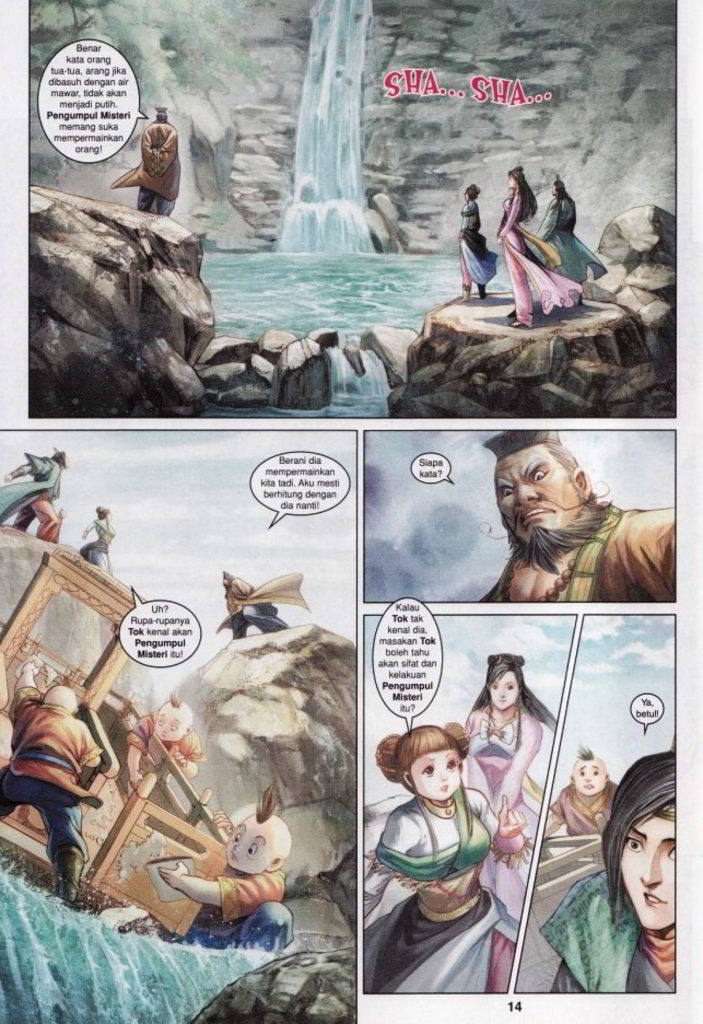 Benar
kata orang
tua-tua, arang jika
dibasuh dengan air
mawar, tidak akan
menjadi putih.
Pengumpul Misteri
memang suka
mempermainkan
orang!
SHA... SHA...
Berani dia
mempermainkan
kita tadi. Aku mesti
berhitung dengan
dia nanti!
Uh?
Rupa-rupanya
Tok kenal akan
Pengumpul
Misteri itu!
Siapa
kata?
Kalau
Tok tak
kenal dia,
masakan Tok
boleh tahu
akan sifat dan
kelakuan
Pengumpul
Misteri
itu?
Ya,
betul!
14